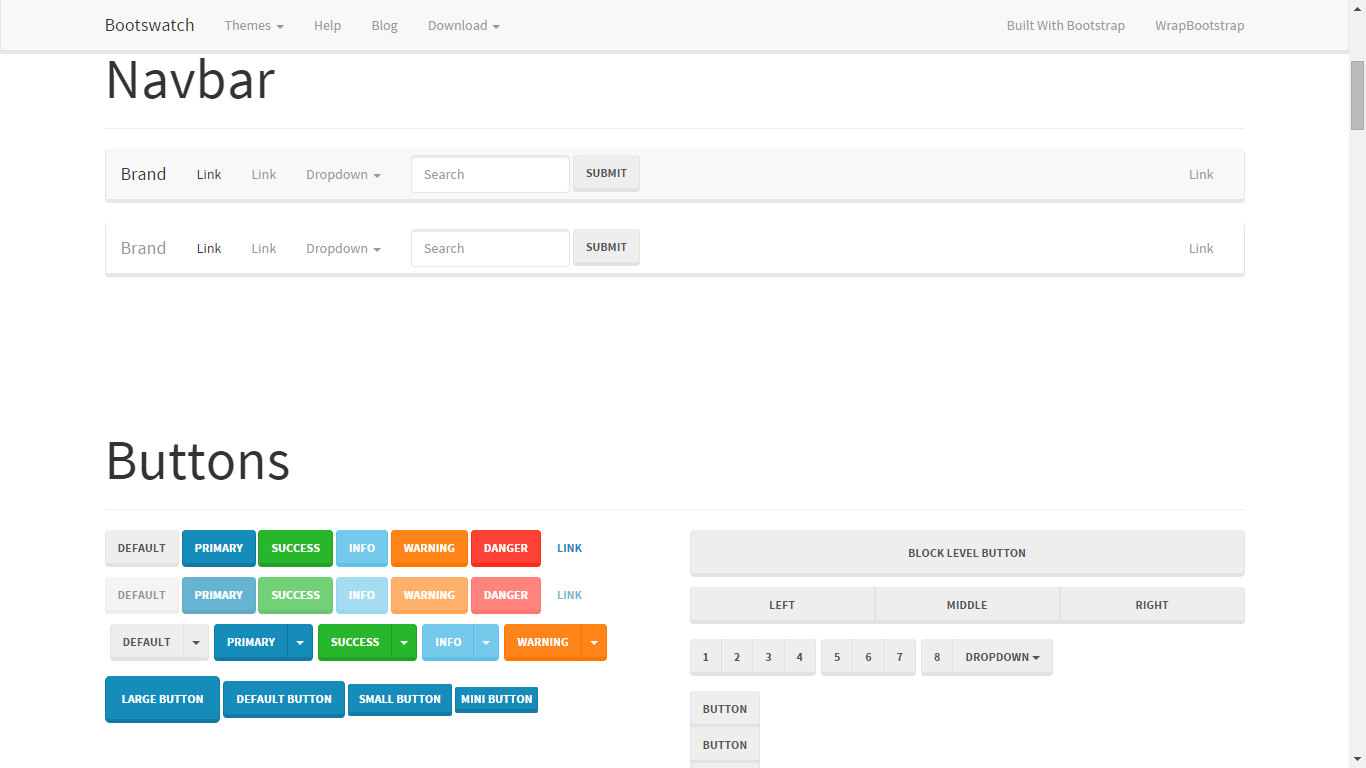 Bootswatch Themes Help Blog Download Built With Bootstrap WrapBootstrap
Navbar
Brand Link Link Dropdown Search SUBMIT Link
Brand Link Link Dropdown Search SUBMIT Link
Buttons
DEFAULT PRIMARY SUCCESS INFO WARNING DANGER LINK
DEFAULT PRIMARY SUCCESS INFO WARNING DANGER LINK
DEFAULT PRIMARY SUCCESS INFO WARNING
LARGE BUTTON DEFAULT BUTTON SMALL BUTTON MINI BUTTON
BLOCK LEVEL BUTTON
LEFT MIDDLE RIGHT
1 2 3 4 5 6 7 8 DROPDOWN
BUTTON
BUTTON